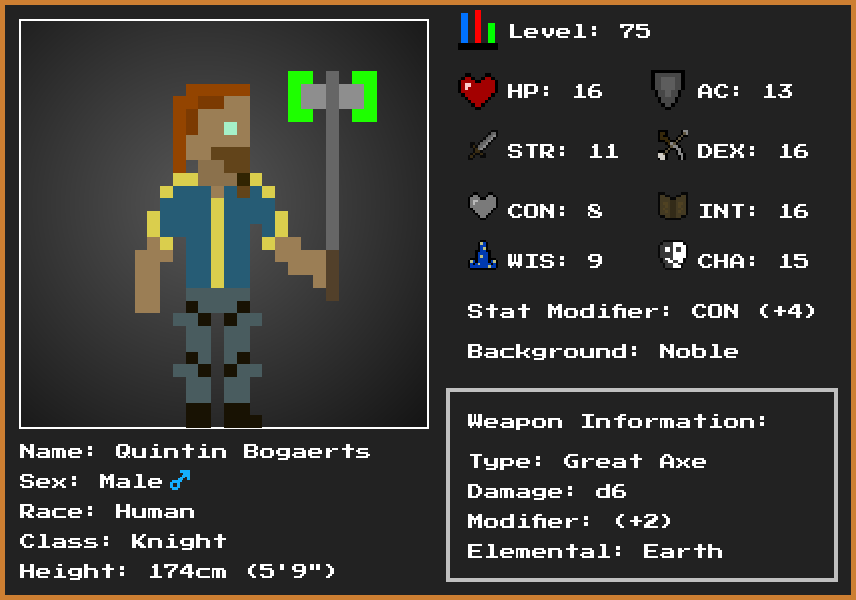 Level: 75
HP: 16
AC: 13
STR: 11
DEX: 16
CON: 8
INT: 16
WIS: 9
CHA: 15
Stat Modifier: CON (+4)
Background: Noble
Weapon Information:
Type: Great Axe
Damage: d6
Modifier: (+2)
Elemental: Earth
Name: Quintin Bogaerts
Sex: Male ♂
Race: Human
Class: Knight
Height: 174cm (5'9")